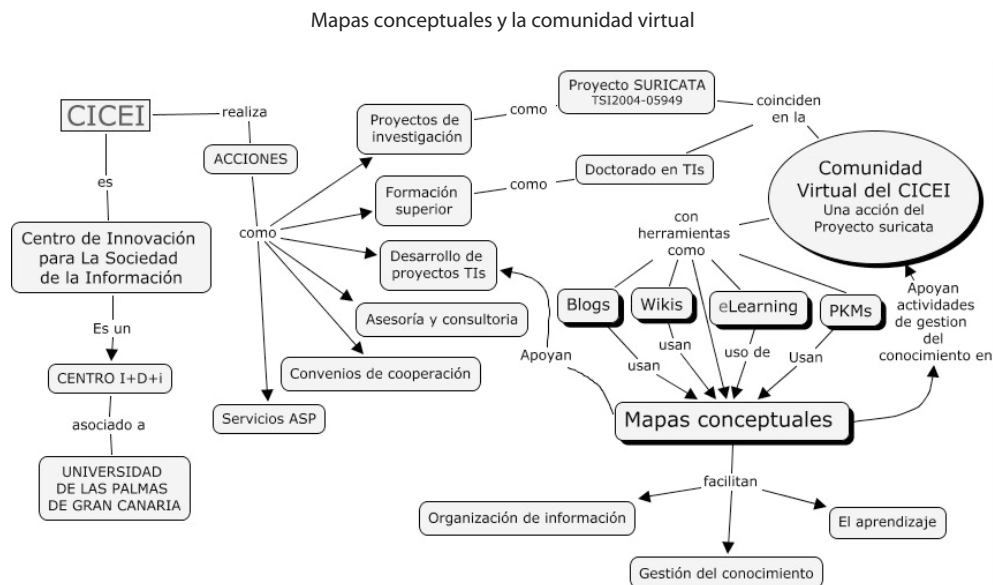 Mapas conceptuales y la comunidad virtual
CICEI
realiza
ACCIONES
es
Centro de Innovación
para La Sociedad
de la Información
Es un
CENTRO I+D+i
asociado a
UNIVERSIDAD
DE LAS PALMAS
DE GRAN CANARIA
como
Proyectos de
investigación
como
Proyecto SURICATA
TSI2004-05949
Formación
superior
como
Doctorado en TIs
coinciden
en la
Comunidad
Virtual del CICEI
Una acción del
Proyecto suricata
Desarrollo de
proyectos TIs
Asesoría y consultoria
Convenios de cooperación
Servicios ASP
con
herramientas
como
Blogs
Wikis
eLearning
PKMs
usan
usan
uso de
Usan
Apoyan
Apoyan
actividades
de gestion
del
conocimiento en
Mapas conceptuales
facilitan
Organización de información
Gestión del conocimiento
El aprendizaje